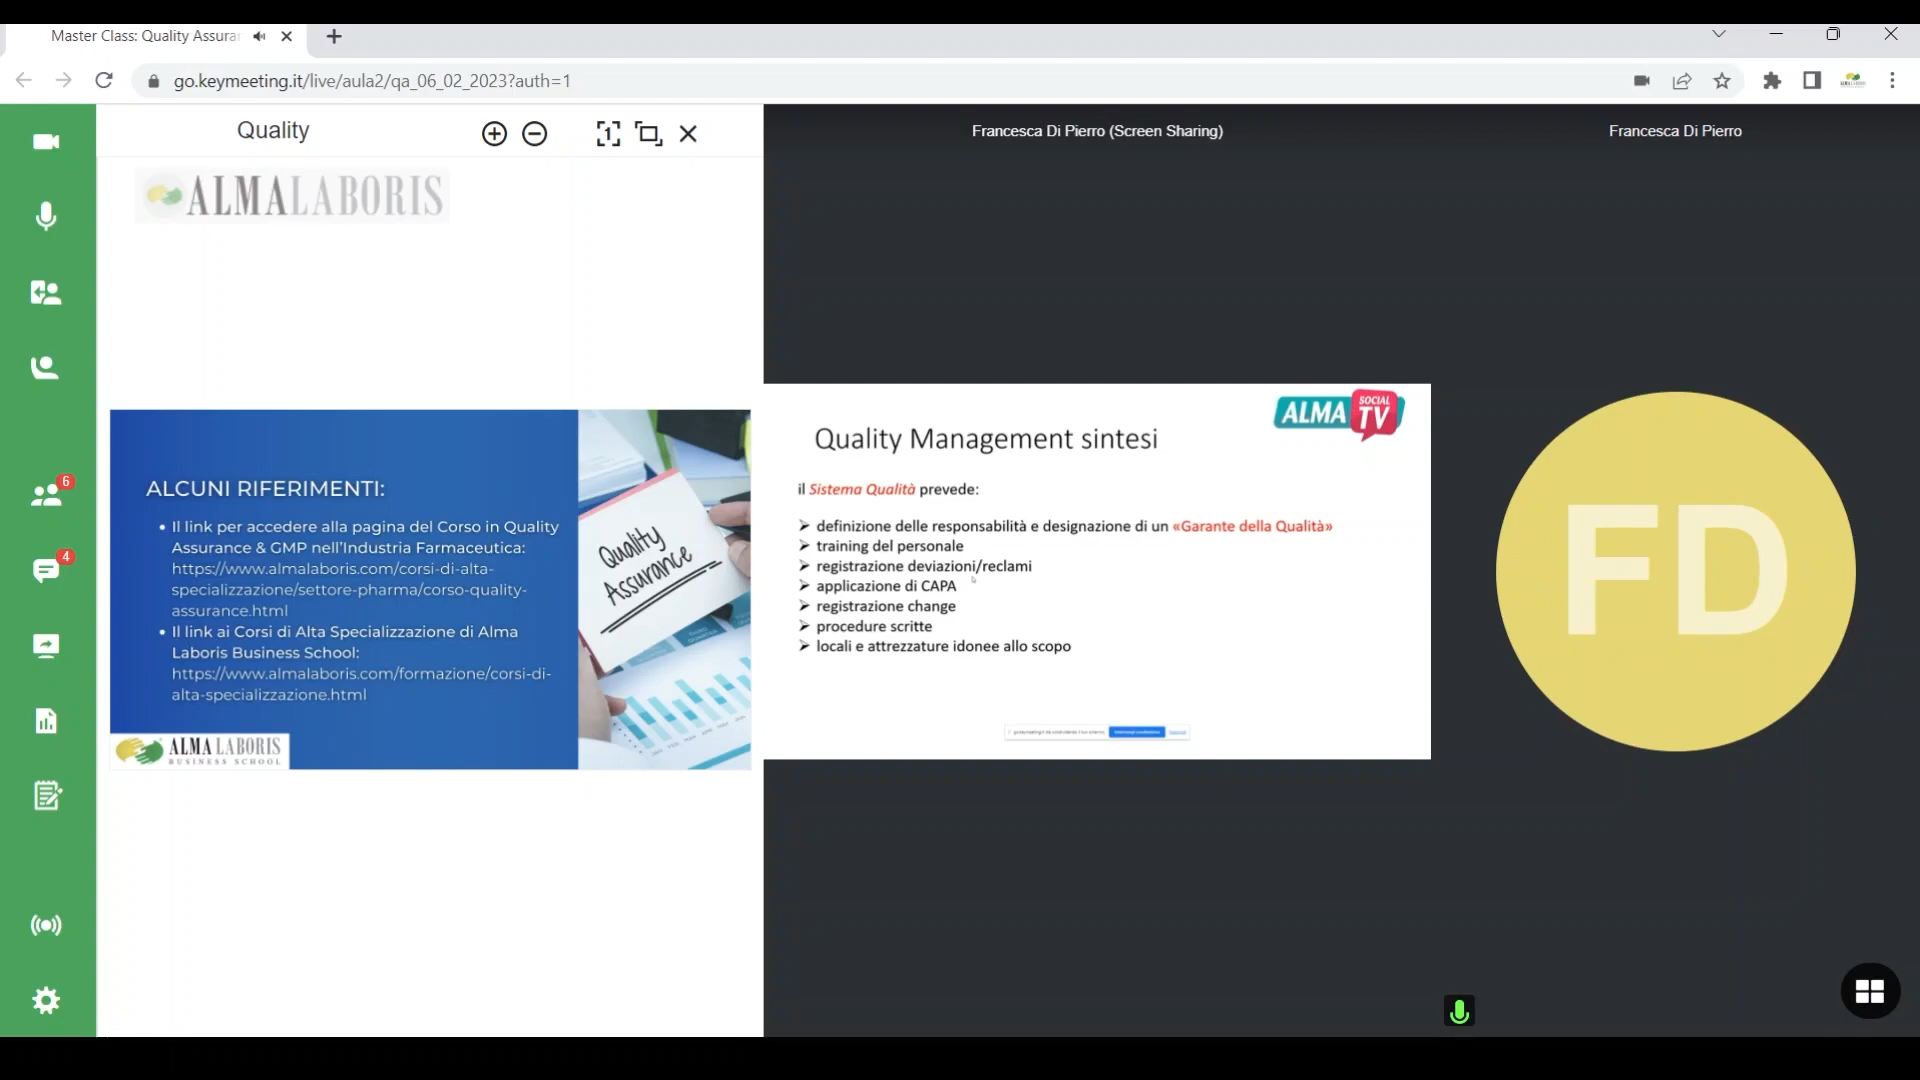 Master Class: Quality Assurar
go.keymeeting.it/live/aula2/qa_06_02_2023?auth=1
Quality
Francesca Di Pierro (Screen Sharing)
Francesca Di Pierro
ALMALABORIS
ALCUNI RIFERIMENTI:
• Il link per accedere alla pagina del Corso in Quality
Assurance & GMP nell'Industria Farmaceutica:
https://www.almalaboris.com/corsi-di-alta-
specializzazione/settore-pharma/corso-quality-
assurance.html
• Il link ai Corsi di Alta Specializzazione di Alma
Laboris Business School:
https://www.almalaboris.com/formazione/corsi-di-
alta-specializzazione.html
ALMA LABORIS
BUSINESS SCHOOL
Quality
Assurance
ALMA SOCIAL TV
Quality Management sintesi
il Sistema Qualità prevede:
➢ definizione delle responsabilità e designazione di un «Garante della Qualità»
➢ training del personale
➢ registrazione deviazioni/reclami
➢ applicazione di CAPA
➢ registrazione change
➢ procedure scritte
➢ locali e attrezzature idonee allo scopo
FD
6
4